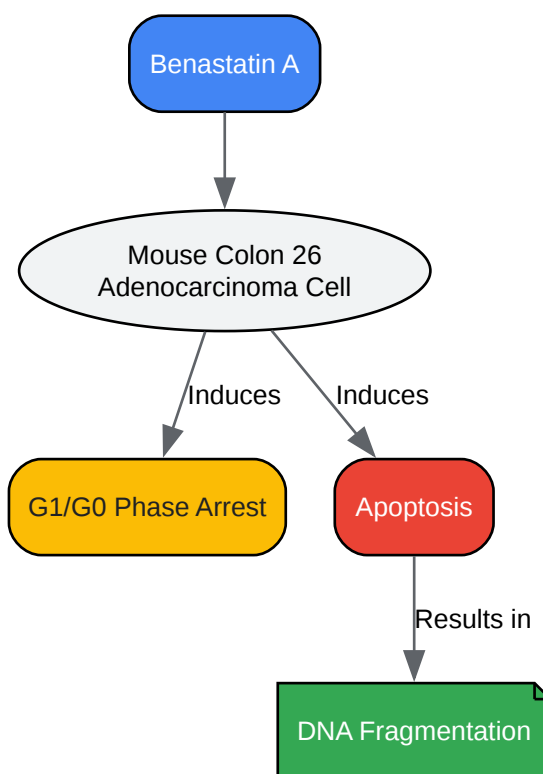 Benastatin A
Mouse Colon 26
Adenocarcinoma Cell
Induces
Induces
G1/G0 Phase Arrest
Apoptosis
Results in
DNA Fragmentation